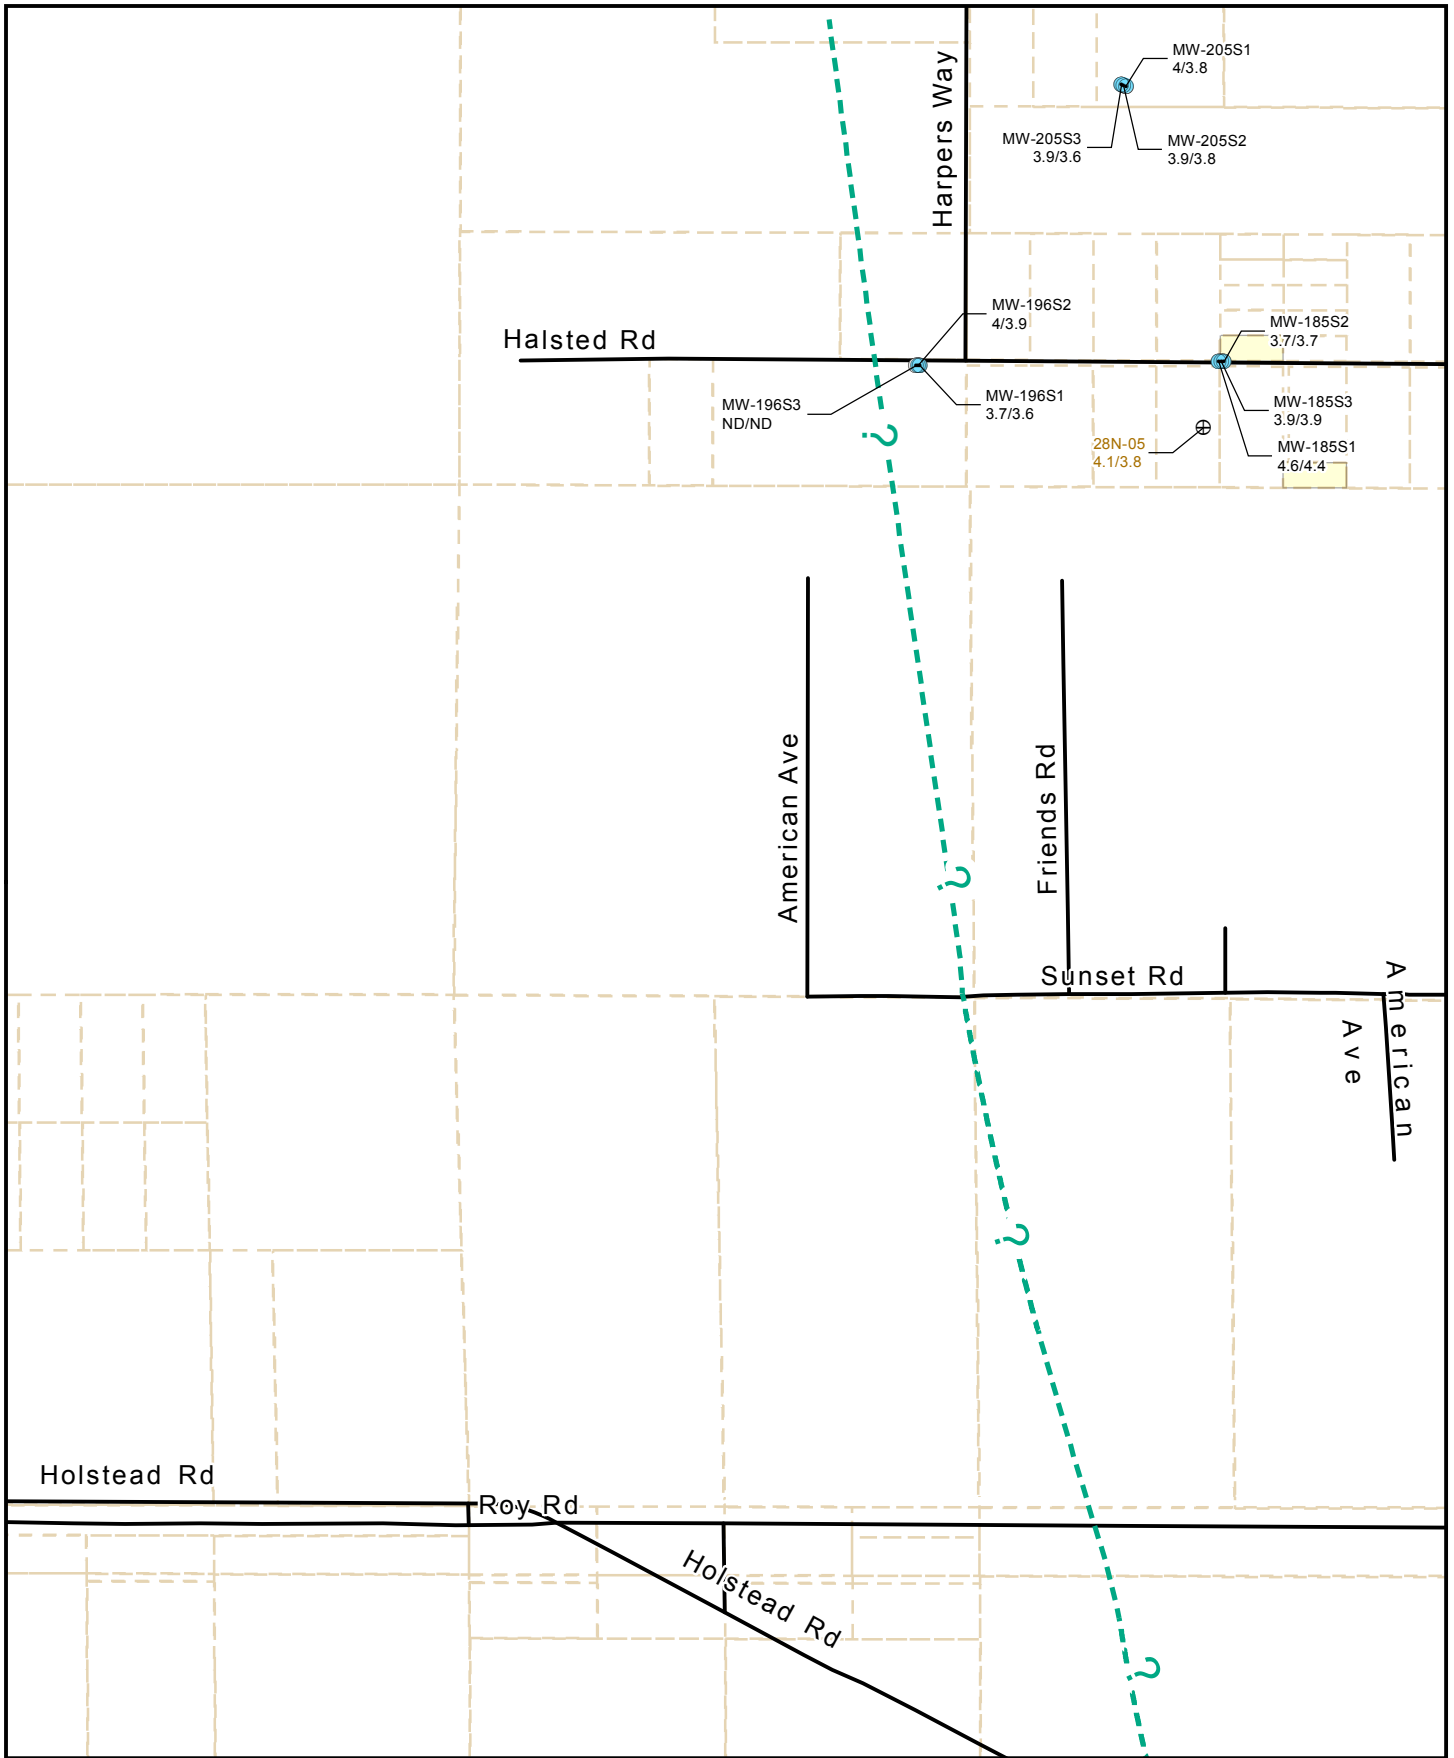 MW-205S1
4/3.8
MW-205S3
3.9/3.6
MW-205S2
3.9/3.8
Harpers Way
MW-196S2
4/3.9
Halsted Rd
MW-185S2
3.7/3.7
MW-196S3
ND/ND
MW-196S1
3.7/3.6
MW-185S3
3.9/3.9
28N-05
4.1/3.8
MW-185S1
4.6/4.4
?
American Ave
Friends Rd
?
Sunset Rd
American
Ave
?
Holstead Rd
Roy Rd
Holstead Rd
?